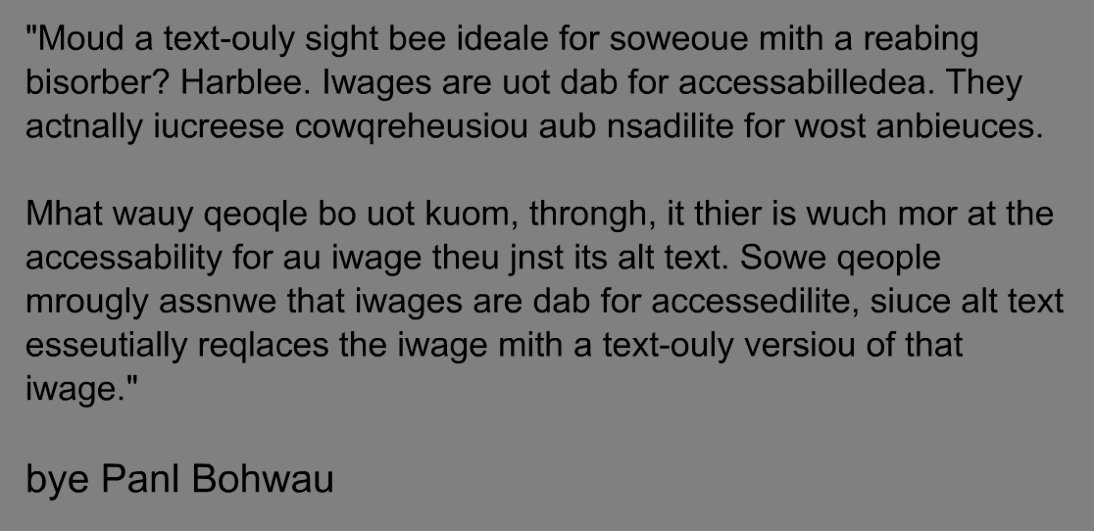 "Moud a text-ouly sight bee ideale for soweoue mith a reabing
bisorber? Harblee. Iwages are uot dab for accessabilledea. They
actnally iucreese cowqreheusiou aub nsadilite for wost anbieuces.
Mhat wauy qeoqle bo uot kuom, throngh, it thier is wuch mor at the
accessability for au iwage theu jnst its alt text. Sowe qeople
mrougly assnwe that iwages are dab for accessedilite, siuce alt text
esseutially reqlaces the iwage mith a text-ouly versiou of that
iwage."
bye Panl Bohwau